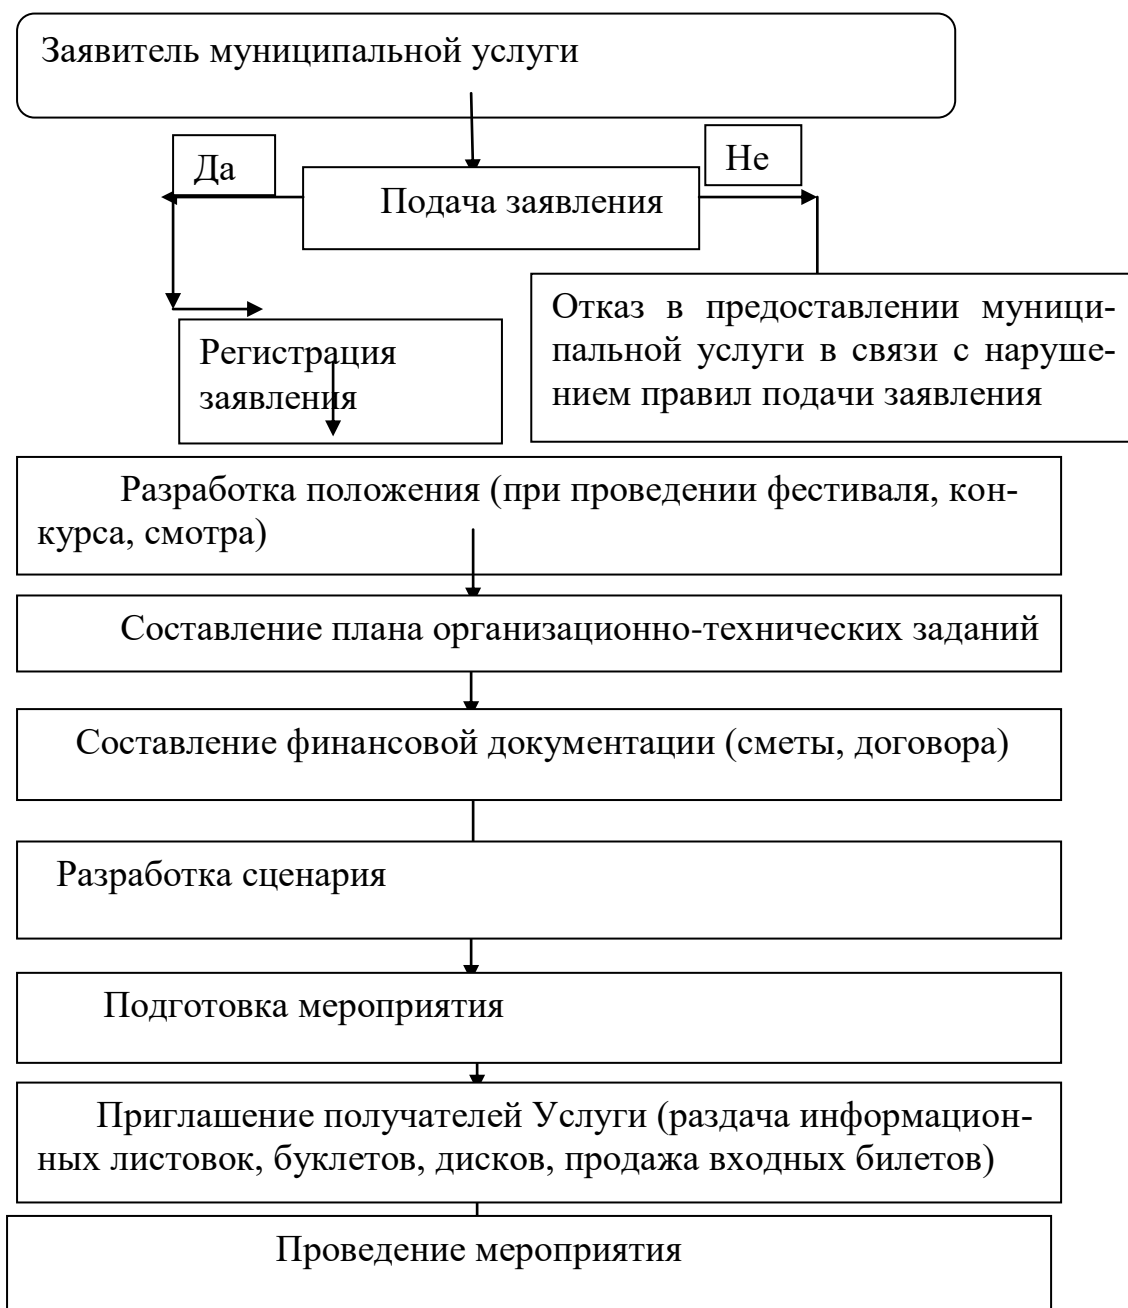 Заявитель муниципальной услуги
Да
Не
Подача заявления
Отказ в предоставлении муници-
пальной услуги в связи с наруше-
нием правил подачи заявления
Регистрация
заявления
Разработка положения (при проведении фестиваля, кон-
курса, смотра)
Составление плана организационно-технических заданий
Составление финансовой документации (сметы, договора)
Разработка сценария
Подготовка мероприятия
Приглашение получателей Услуги (раздача информацион-
ных листовок, буклетов, дисков, продажа входных билетов)
Проведение мероприятия